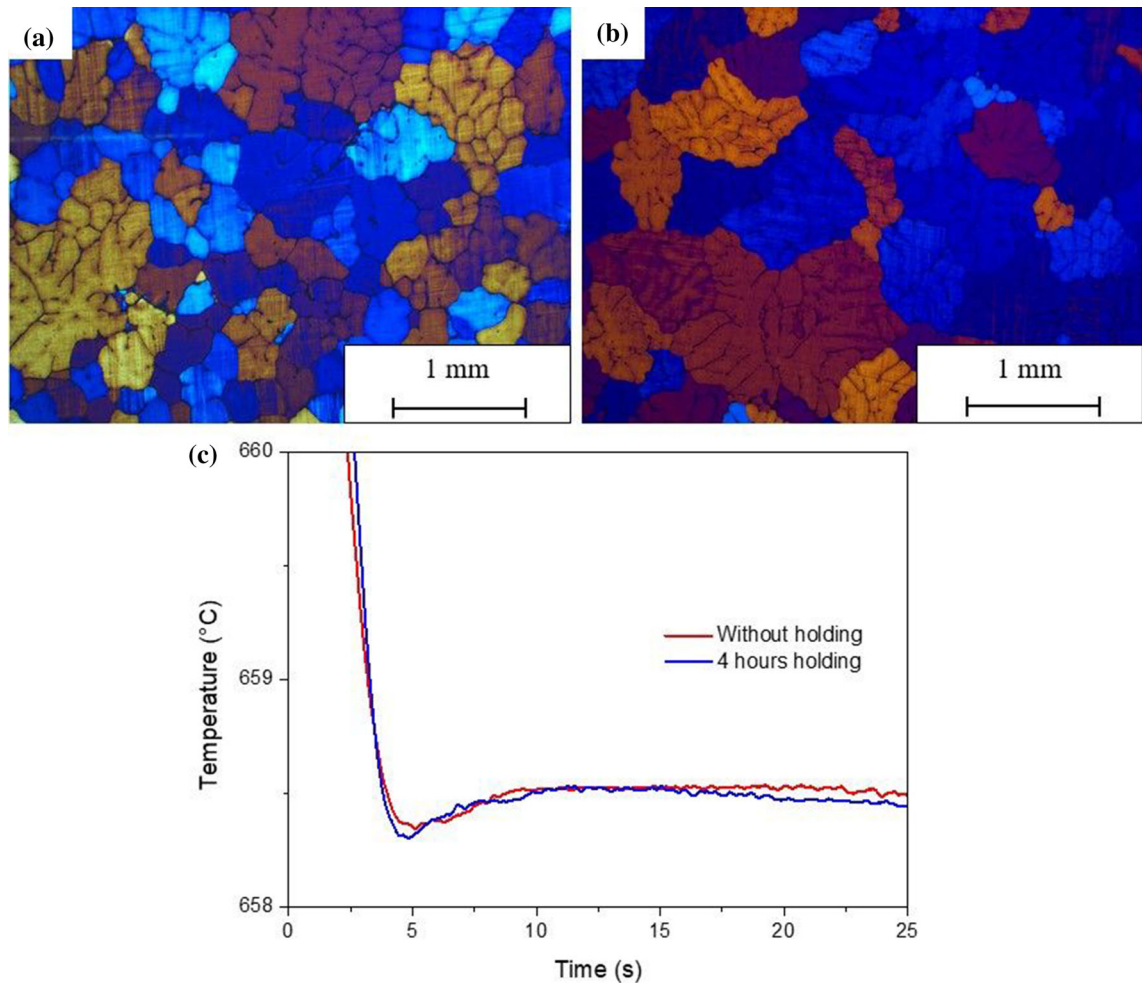 (a)
(b)
1 mm
1 mm
(c)
660
659
658
Temperature (°C)
Without holding
4 hours holding
0 5 10 15 20 25
Time (s)